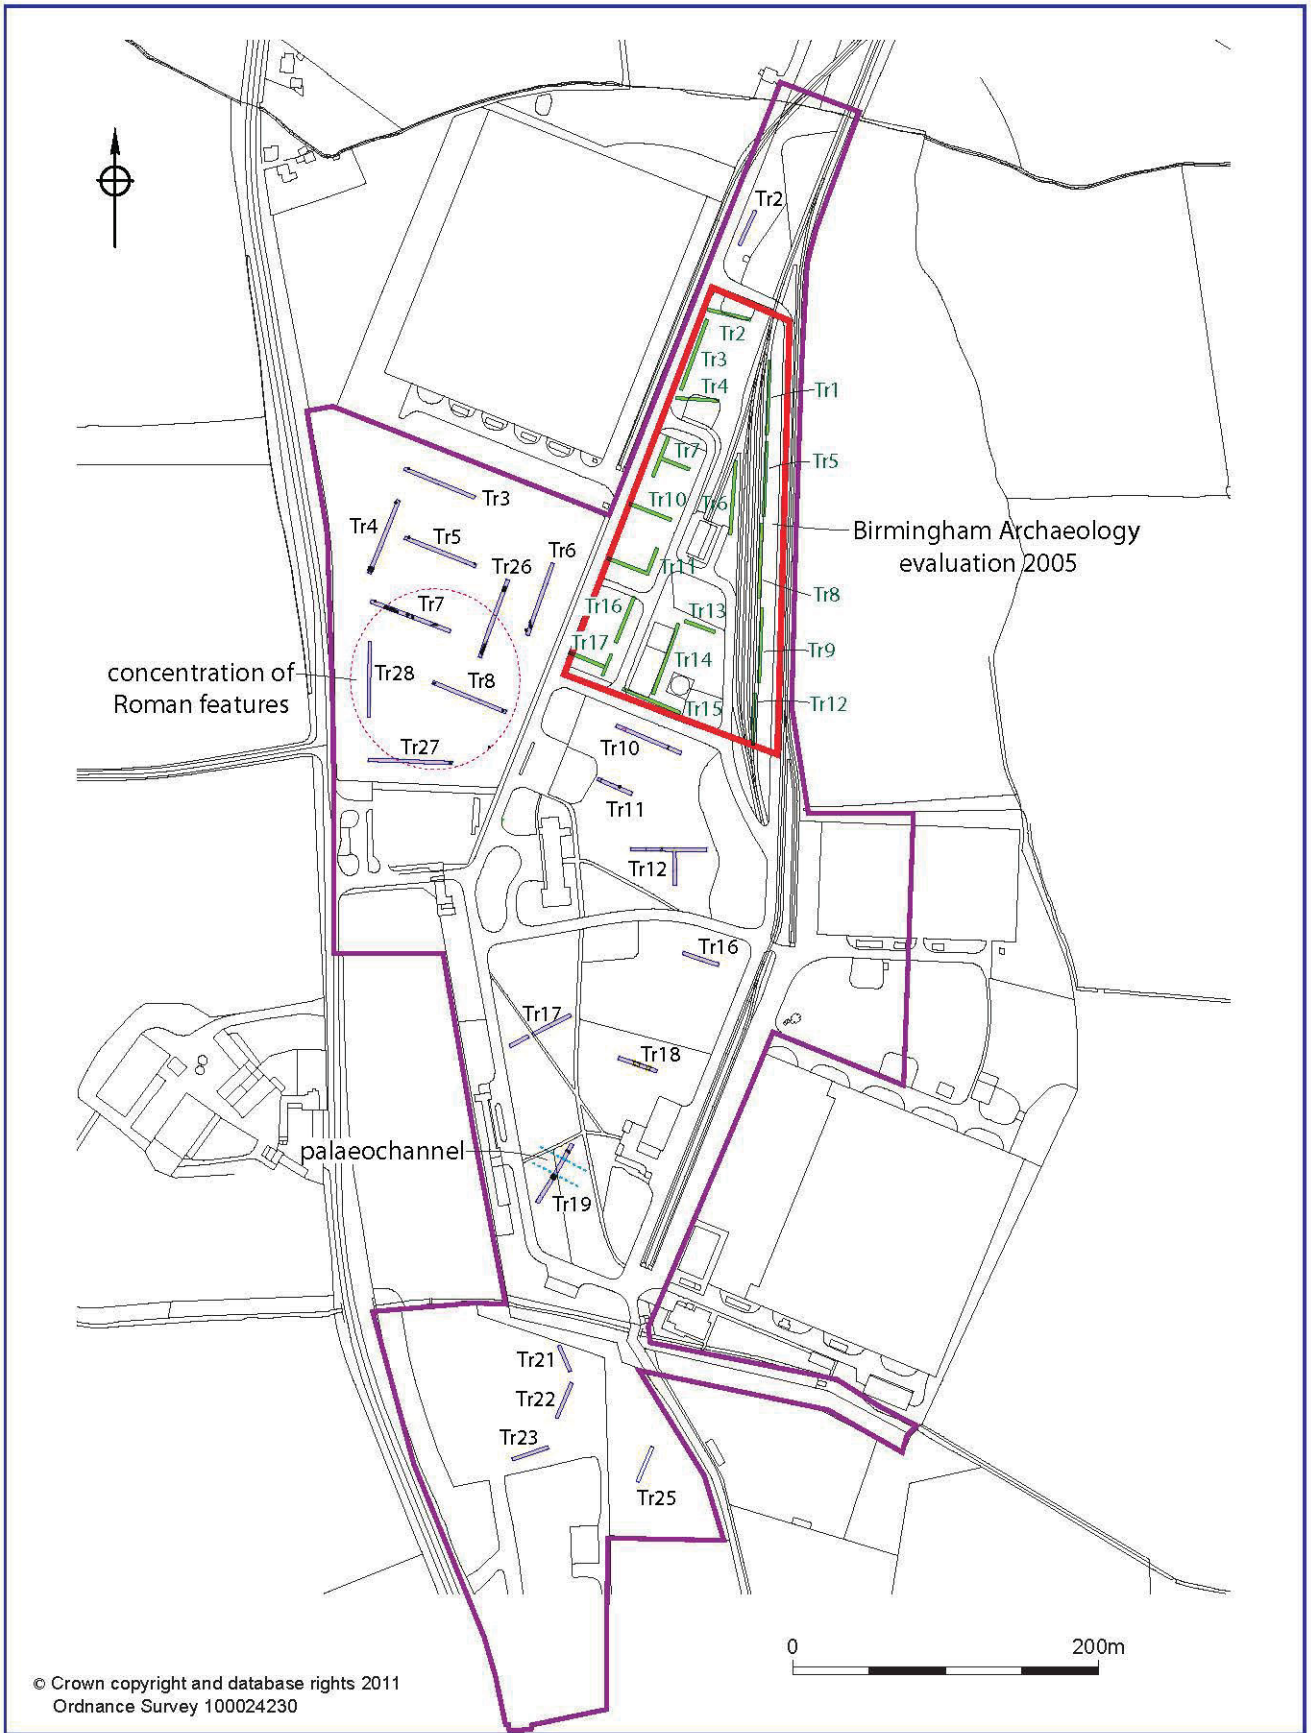 Tr2
Tr2
Tr3
Tr4
Tr1
Tr7
Tr5
Tr3
Tr10
Tr6
Tr4
Tr5
Birmingham Archaeology
evaluation 2005
Tr26
Tr6
Tr11
Tr7
Tr16
Tr13
Tr8
concentration of
Roman features
Tr28
Tr8
Tr17
Tr14
Tr9
Tr15
Tr12
Tr27
Tr10
Tr11
Tr12
Tr16
Tr17
Tr18
palaeochannel
Tr19
Tr21
Tr22
Tr23
Tr25
0
200m
© Crown copyright and database rights 2011
Ordnance Survey 100024230